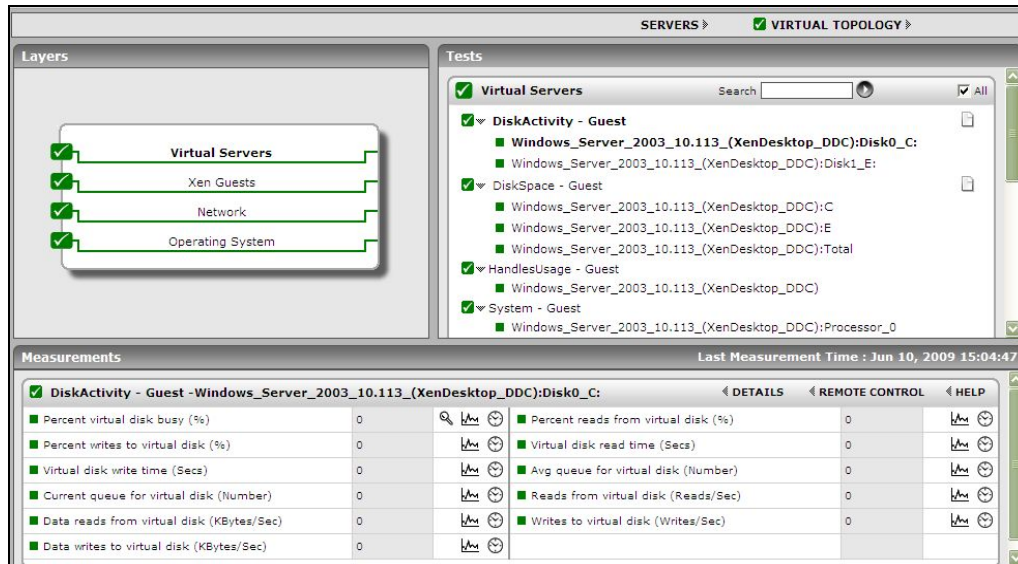 SERVERS
VIRTUAL TOPOLOGY
Layers
Virtual Servers
Xen Guests
Network
Operating System
Tests
Virtual Servers Search All
DiskActivity - Guest
Windows_Server_2003_10.113_(XenDesktop_DDC):Disk0_C:
Windows_Server_2003_10.113_(XenDesktop_DDC):Disk1_E:
DiskSpace - Guest
Windows_Server_2003_10.113_(XenDesktop_DDC):C
Windows_Server_2003_10.113_(XenDesktop_DDC):E
Windows_Server_2003_10.113_(XenDesktop_DDC):Total
HandlesUsage - Guest
Windows_Server_2003_10.113_(XenDesktop_DDC)
System - Guest
Windows_Server_2003_10.113_(XenDesktop_DDC):Processor_0
Measurements Last Measurement Time : Jun 10, 2009 15:04:47
DiskActivity - Guest -Windows_Server_2003_10.113_(XenDesktop_DDC):Disk0_C: DETAILS REMOTE CONTROL HELP
Percent virtual disk busy (%) 0 Percent reads from virtual disk (%) 0
Percent writes to virtual disk (%) 0 Virtual disk read time (Secs) 0
Virtual disk write time (Secs) 0 Avg queue for virtual disk (Number) 0
Current queue for virtual disk (Number) 0 Reads from virtual disk (Reads/Sec) 0
Data reads from virtual disk (KBytes/Sec) 0 Writes to virtual disk (Writes/Sec) 0
Data writes to virtual disk (KBytes/Sec) 0